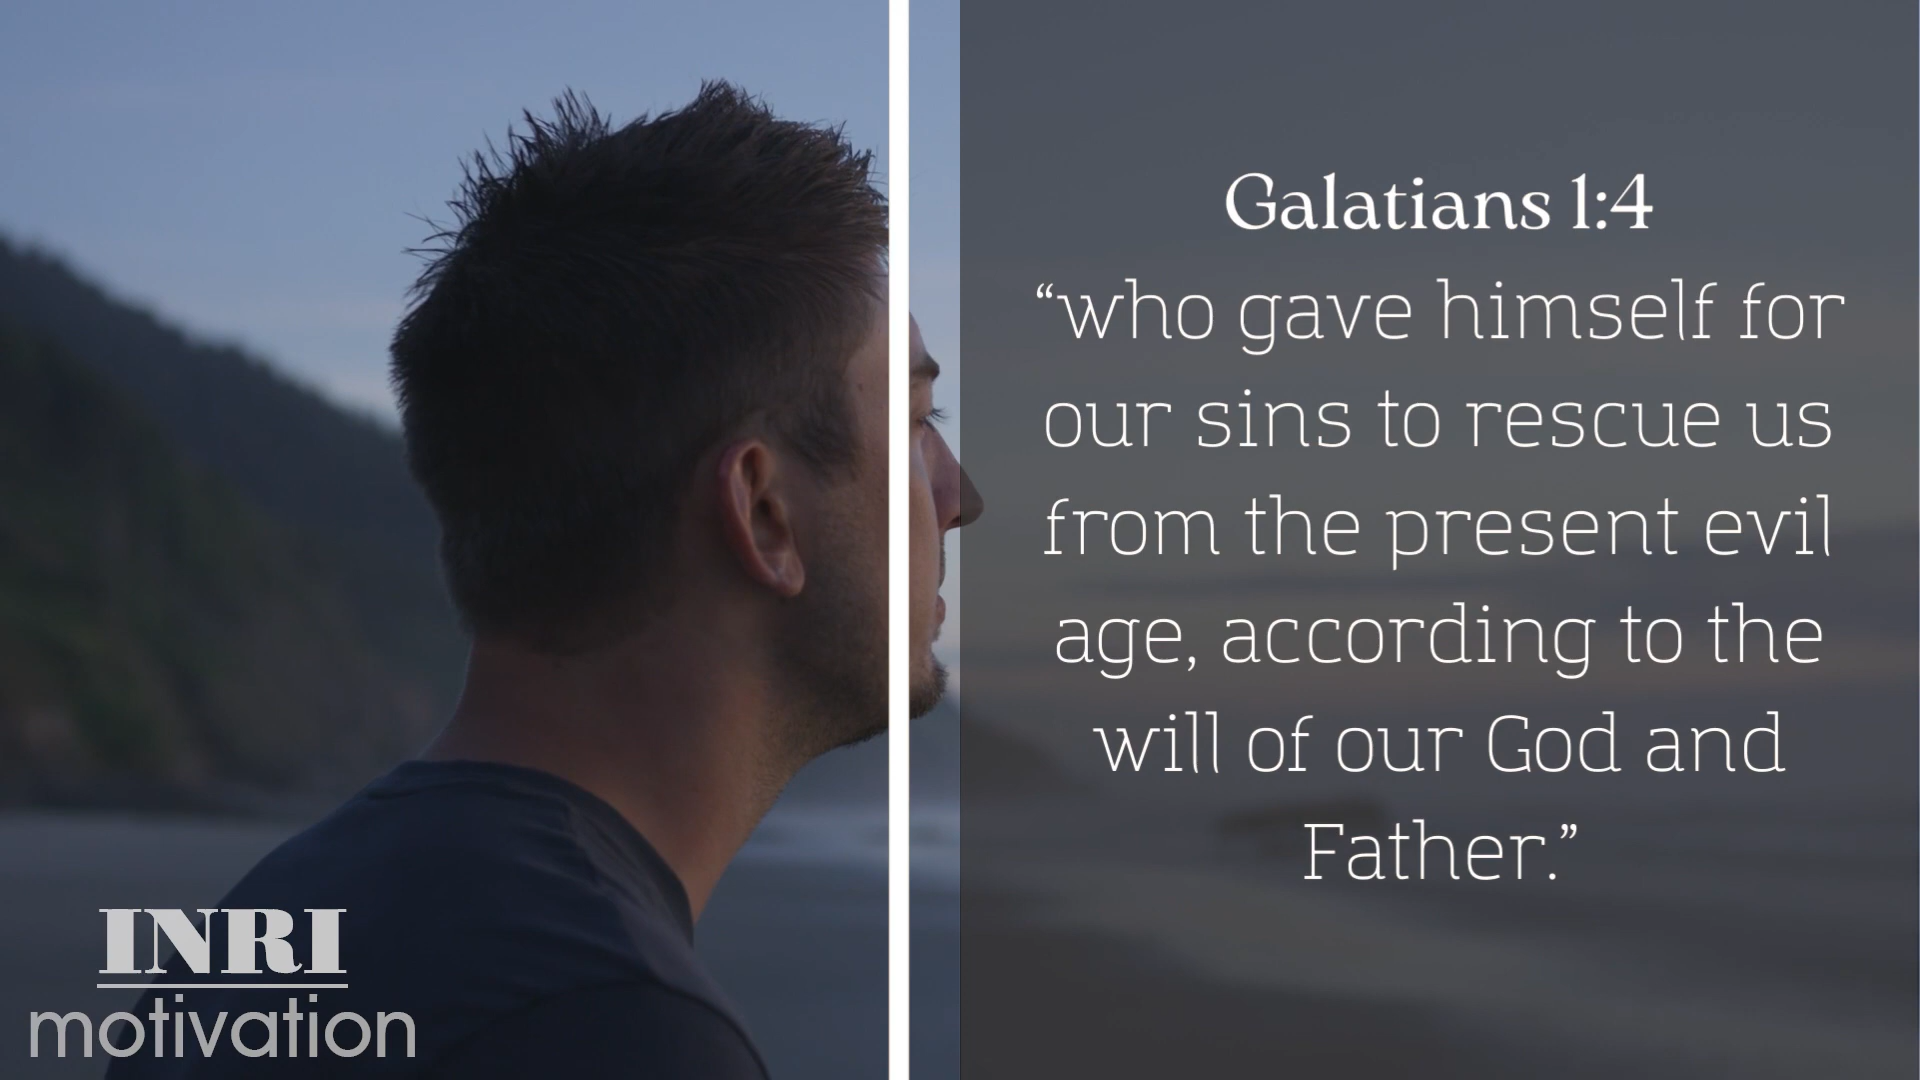 Galatians 1:4
“who gave himself for
our sins to rescue us
from the present evil
age, according to the
will of our God and
Father.”
INRI
motivation